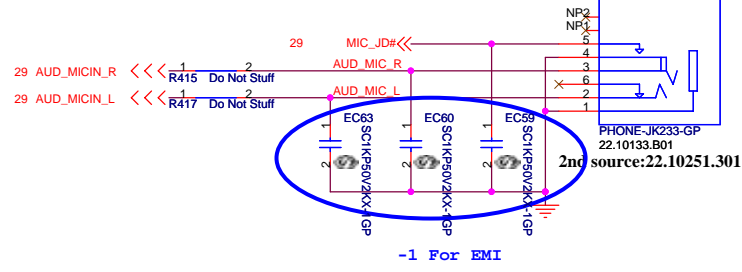 NP2
NP1
29 MIC_JD# 5
4
29 AUD_MICIN_R 1 2 AUD_MIC_R 3
R415 Do Not Stuff
6
29 AUD_MICIN_L 1 2 AUD_MIC_L 2
R417 Do Not Stuff
1
EC63 EC60 EC59
1 1 1
2 2 2
SC1KP50V2KX-1GP
SC1KP50V2KX-1GP
SC1KP50V2KX-1GP
PHONE-JK233-GP
22.10133.B01
2nd source:22.10251.301
-1 For EMI